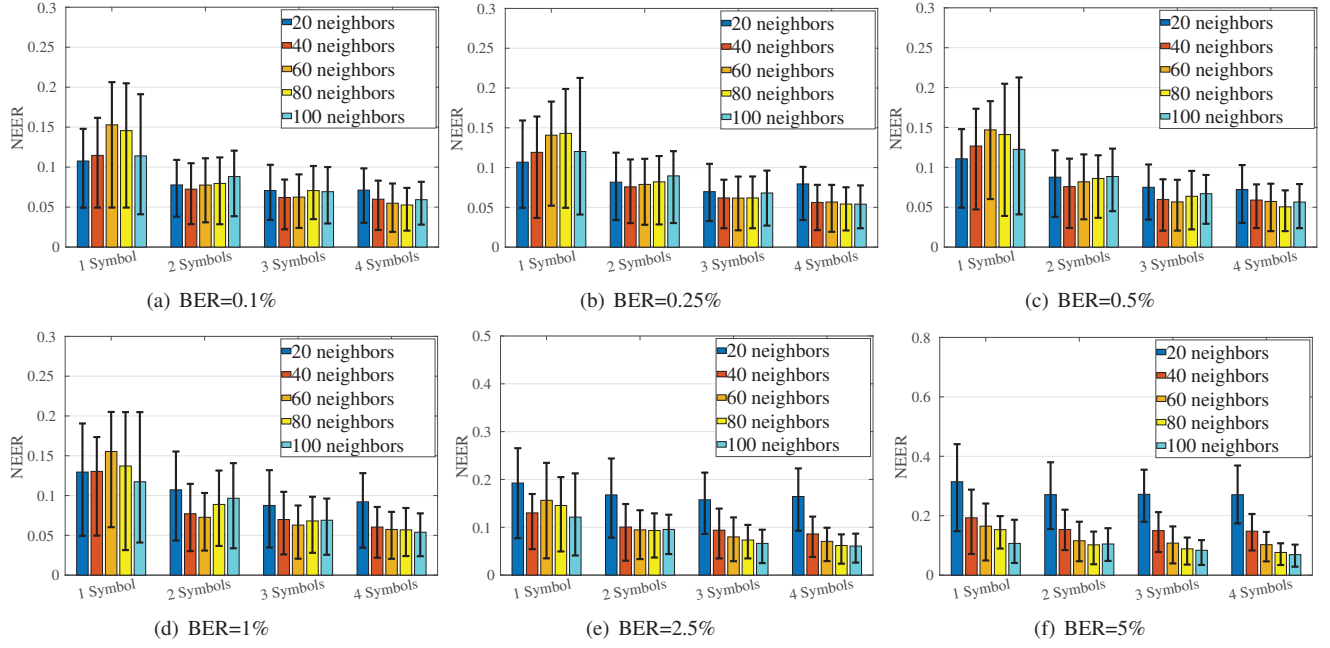 0.3
0.25
0.2
0.15
0.1
0.05
0
NEER
20 neighbors
40 neighbors
60 neighbors
80 neighbors
100 neighbors
1 Symbol
2 Symbols
3 Symbols
4 Symbols
(a) BER=0.1%
0.3
0.25
0.2
0.15
0.1
0.05
0
NEER
20 neighbors
40 neighbors
60 neighbors
80 neighbors
100 neighbors
1 Symbol
2 Symbols
3 Symbols
4 Symbols
(b) BER=0.25%
0.3
0.25
0.2
0.15
0.1
0.05
0
NEER
20 neighbors
40 neighbors
60 neighbors
80 neighbors
100 neighbors
1 Symbol
2 Symbols
3 Symbols
4 Symbols
(c) BER=0.5%
0.3
0.25
0.2
0.15
0.1
0.05
0
NEER
20 neighbors
40 neighbors
60 neighbors
80 neighbors
100 neighbors
1 Symbol
2 Symbols
3 Symbols
4 Symbols
(d) BER=1%
0.5
0.4
0.3
0.2
0.1
0
NEER
20 neighbors
40 neighbors
60 neighbors
80 neighbors
100 neighbors
1 Symbol
2 Symbols
3 Symbols
4 Symbols
(e) BER=2.5%
0.8
0.6
0.4
0.2
0
NEER
20 neighbors
40 neighbors
60 neighbors
80 neighbors
100 neighbors
1 Symbol
2 Symbols
3 Symbols
4 Symbols
(f) BER=5%